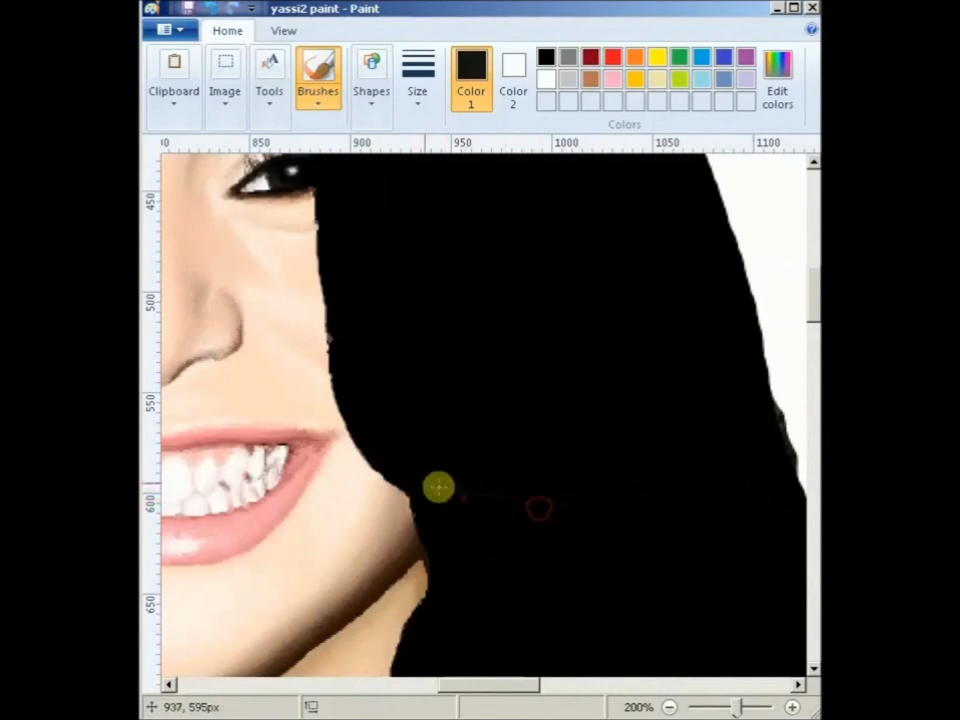 yassi2 paint - Paint
Home View
Clipboard Image Tools Brushes Shapes Size Color 1 Color 2 Edit colors
Colors
850 900 950 1000 1050 1100
450
500
550
600
650
937, 595px 200%